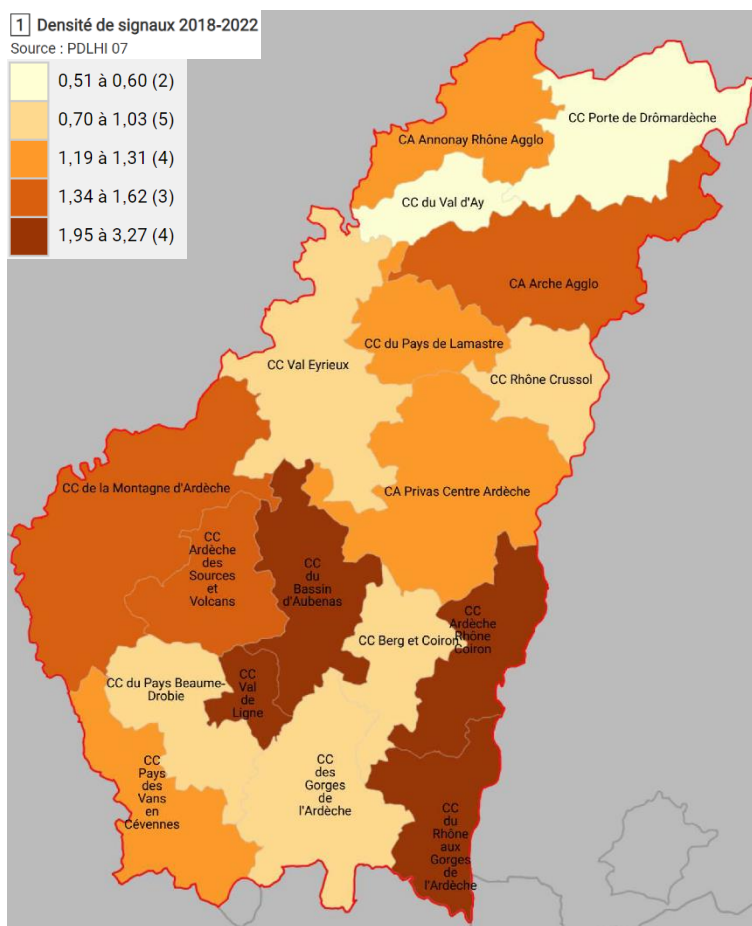 1 Densité de signaux 2018-2022
Source : PDLHI 07
0,51 à 0,60 (2)
0,70 à 1,03 (5)
1,19 à 1,31 (4)
1,34 à 1,62 (3)
1,95 à 3,27 (4)
CC Porte de Drômardèche
CA Annonay Rhône Agglo
CC du Val d'Ay
CA Arche Agglo
CC du Pays de Lamastre
CC Val Eyrieux
CC Rhône Crussol
CC de la Montagne d'Ardèche
CA Privas Centre Ardèche
CC
Ardèche
des
Sources
et
Volcans
CC
du
Bassin
d'Aubenas
CC
Ardèche
Rhône
Coiron
CC Berg et Coiron
CC du Pays Beaume-
Drobie
CC
Val
de
Ligne
CC
Pays
des
Vans
en
Cévennes
CC
des
Gorges
de
l'Ardèche
CC
du
Rhône
aux
Gorges
de
l'Ardèche